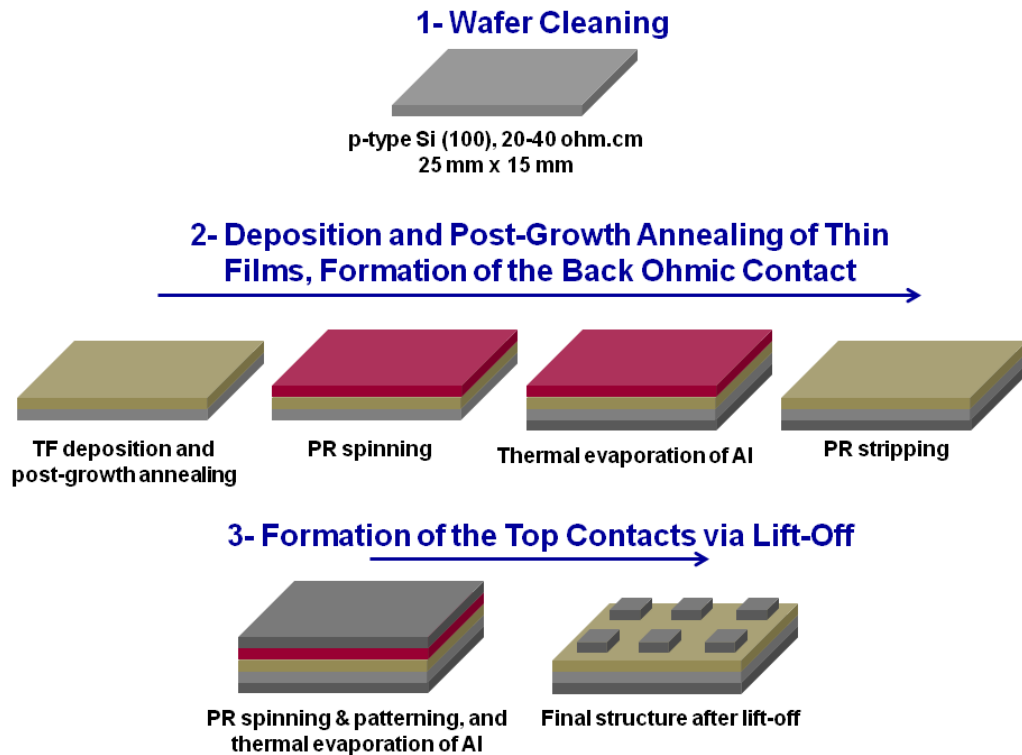 1- Wafer Cleaning
p-type Si (100), 20-40 ohm.cm
25 mm x 15 mm
2- Deposition and Post-Growth Annealing of Thin
Films, Formation of the Back Ohmic Contact
TF deposition and
post-growth annealing
PR spinning
Thermal evaporation of Al
PR stripping
3- Formation of the Top Contacts via Lift-Off
PR spinning & patterning, and
thermal evaporation of Al
Final structure after lift-off